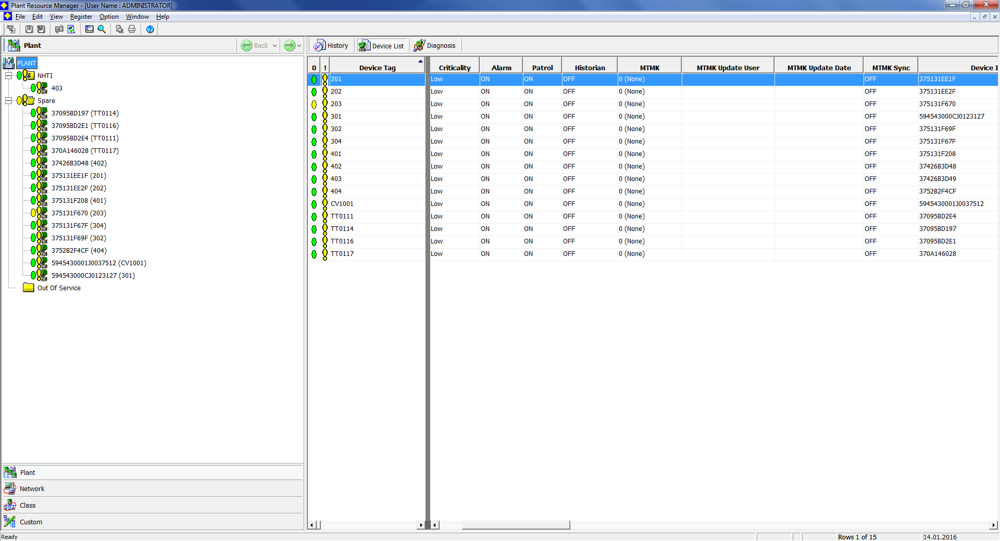 Plant Resource Manager - [User Name : ADMINISTRATOR]
File Edit View Register Option Window Help
Plant Back
History Device List Diagnosis
PLANT
NHTI
403
Spare
37095BD197 (TT0114)
37095BD2E1 (TT0116)
37095BD2E4 (TT0111)
370A146028 (TT0117)
37426B3D48 (402)
375131EE1F (201)
375131EE2F (202)
375131F208 (401)
375131F670 (203)
375131F67F (304)
375131F69F (302)
3752B2F4CF (404)
5945430001J0037512 (CV1001)
594543000CJ0123127 (301)
Out Of Service
Plant
Network
Class
Custom
0 ! Device Tag Criticality Alarm Patrol Historian MTMK MTMK Update User MTMK Update Date MTMK Sync Device I
201 Low ON ON OFF 0 (None) OFF 375131EE1F
202 Low ON ON OFF 0 (None) OFF 375131EE2F
203 Low ON ON OFF 0 (None) OFF 375131F670
301 Low ON ON OFF 0 (None) OFF 594543000CJ0123127
302 Low ON ON OFF 0 (None) OFF 375131F69F
304 Low ON ON OFF 0 (None) OFF 375131F67F
401 Low ON ON OFF 0 (None) OFF 375131F208
402 Low ON ON OFF 0 (None) OFF 37426B3D48
403 Low ON ON OFF 0 (None) OFF 37426B3D49
404 Low ON ON OFF 0 (None) OFF 3752B2F4CF
CV1001 Low ON ON OFF 0 (None) OFF 5945430001J0037512
TT0111 Low ON ON OFF 0 (None) OFF 37095BD2E4
TT0114 Low ON ON OFF 0 (None) OFF 37095BD197
TT0116 Low ON ON OFF 0 (None) OFF 37095BD2E1
TT0117 Low ON ON OFF 0 (None) OFF 370A146028
Ready Rows 1 of 15 14.01.2016